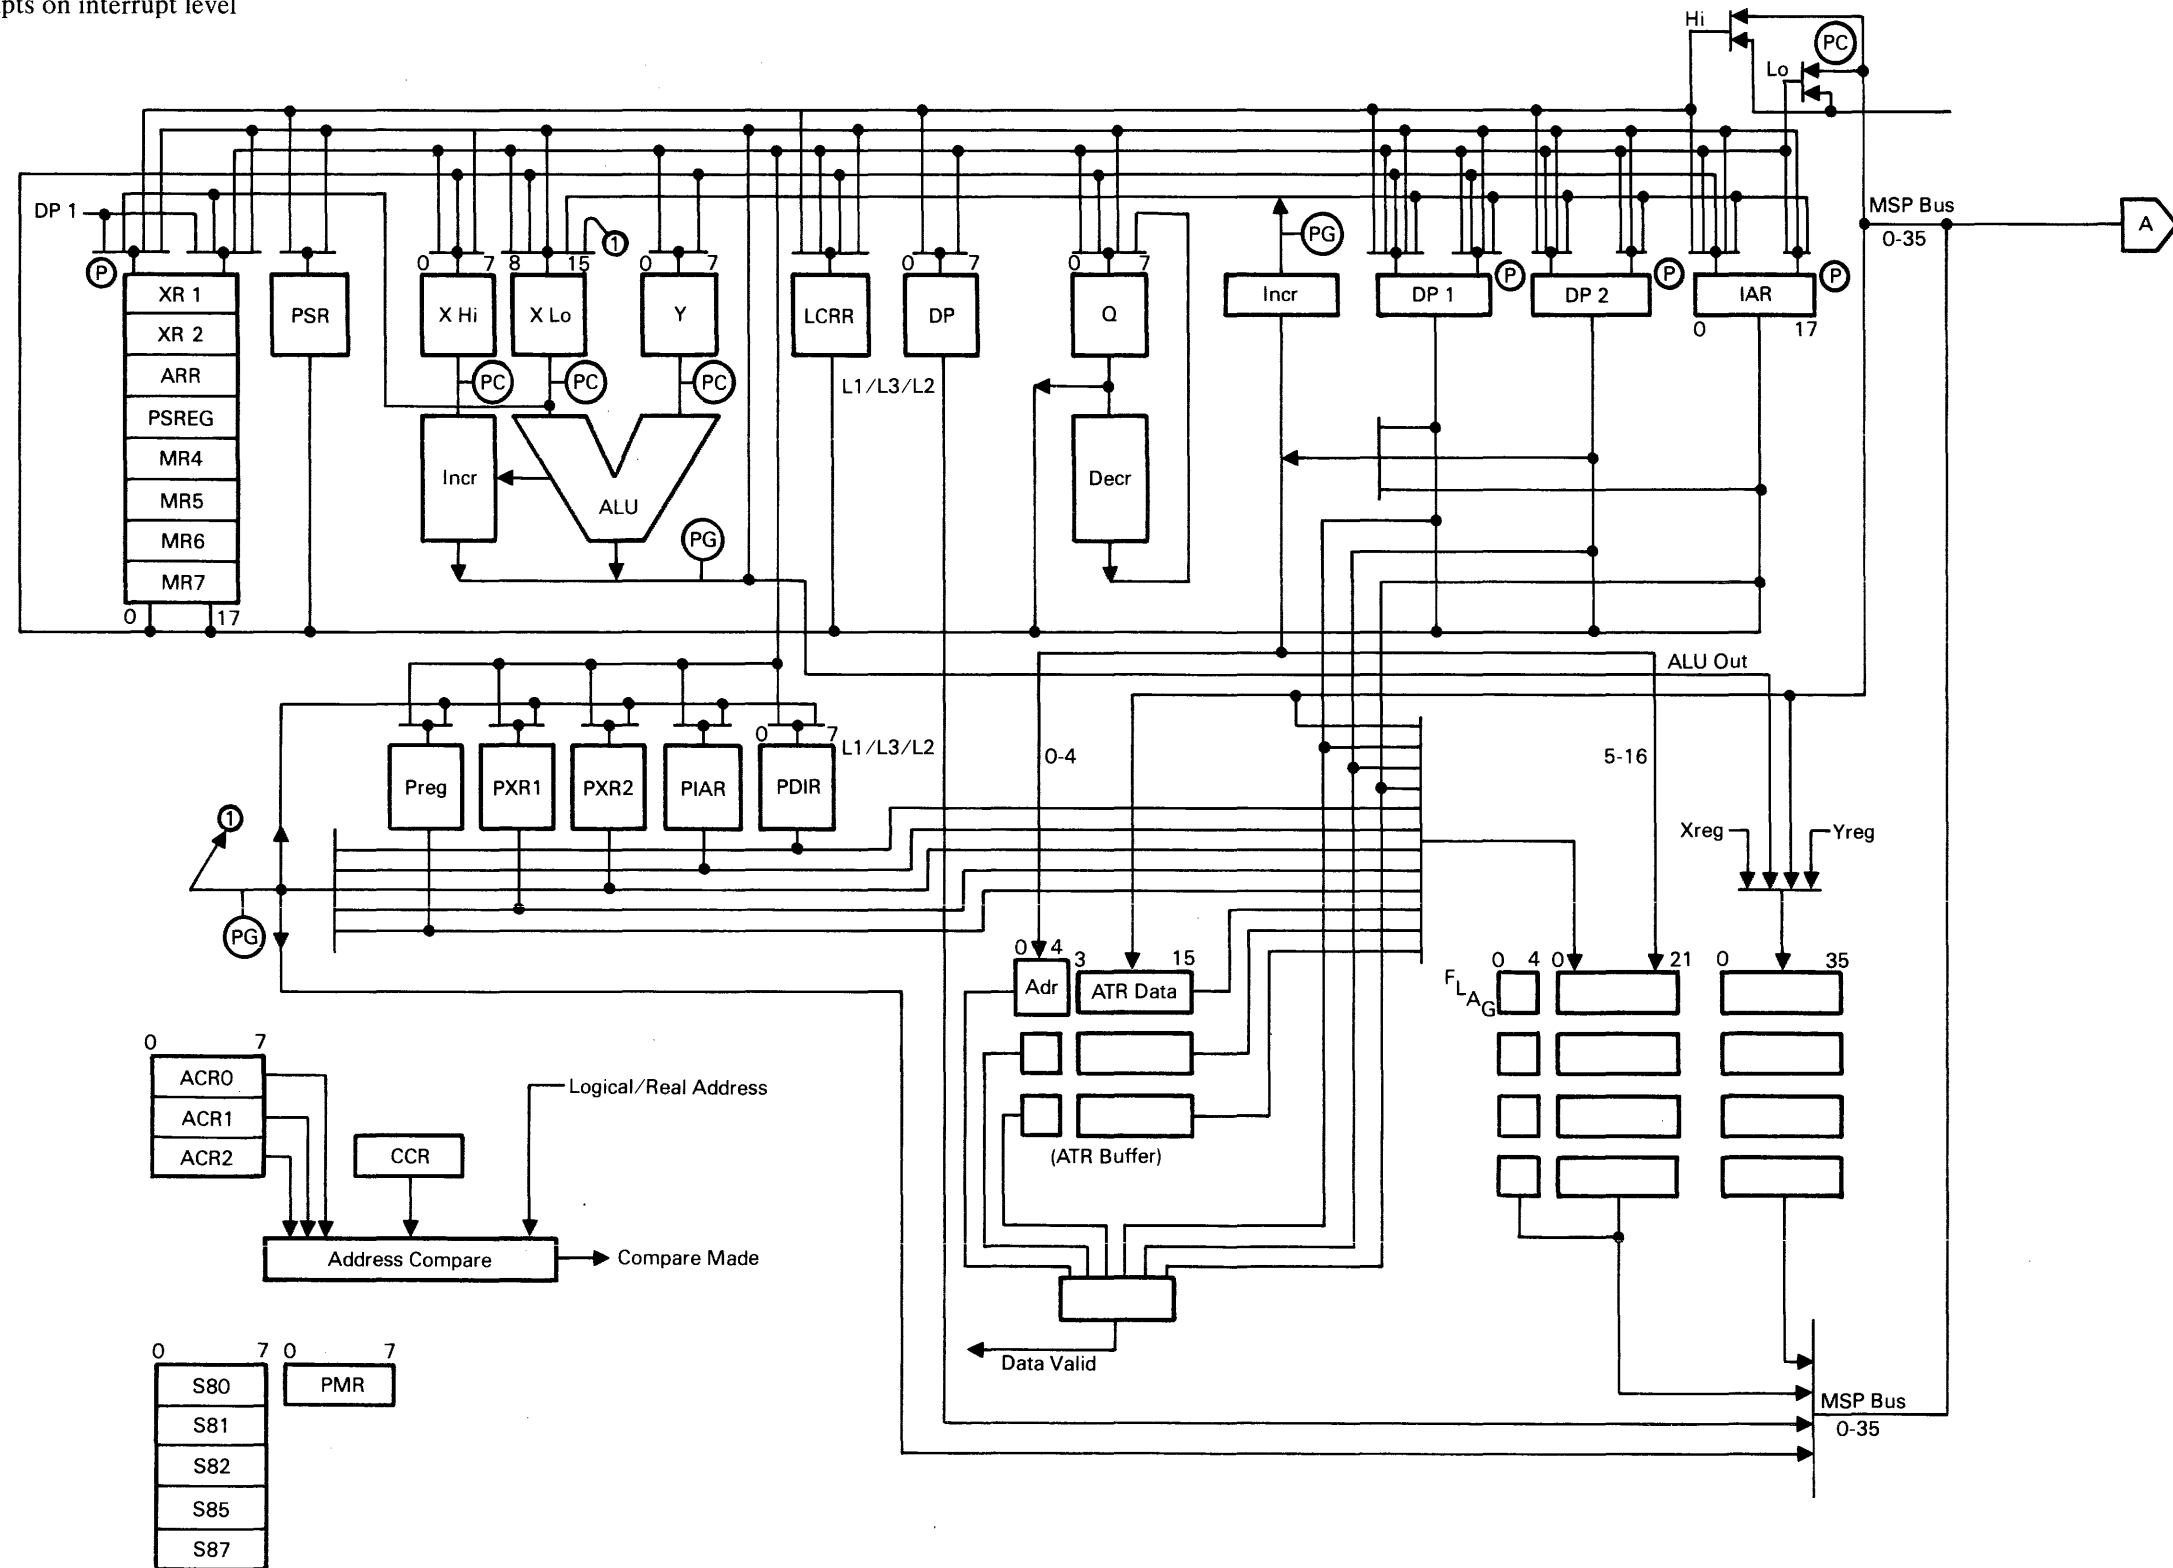 pts on interrupt level
Hi
PC
Lo
DP 1
MSP Bus
0-35
A
P
1
PG
0 7 8 15
0 7
0 7
0 7
P
P
P
XR 1
XR 2
ARR
PSREG
MR4
MR5
MR6
MR7
0 17
PSR
X Hi
X Lo
Y
LCRR
DP
Q
Incr
DP 1
DP 2
IAR
0 17
PC
PC
PC
L1/L3/L2
Incr
ALU
Decr
PG
ALU Out
0 7
L1/L3/L2
0-4
5-16
Preg
PXR1
PXR2
PIAR
PDIR
1
PG
Xreg
Yreg
0 4
3 15
Adr
ATR Data
(ATR Buffer)
FLAG
0 4
0 21
0 35
0 7
ACR0
ACR1
ACR2
CCR
Logical/Real Address
Address Compare
Compare Made
Data Valid
0 7
0 7
S80
S81
S82
S85
S87
PMR
MSP Bus
0-35